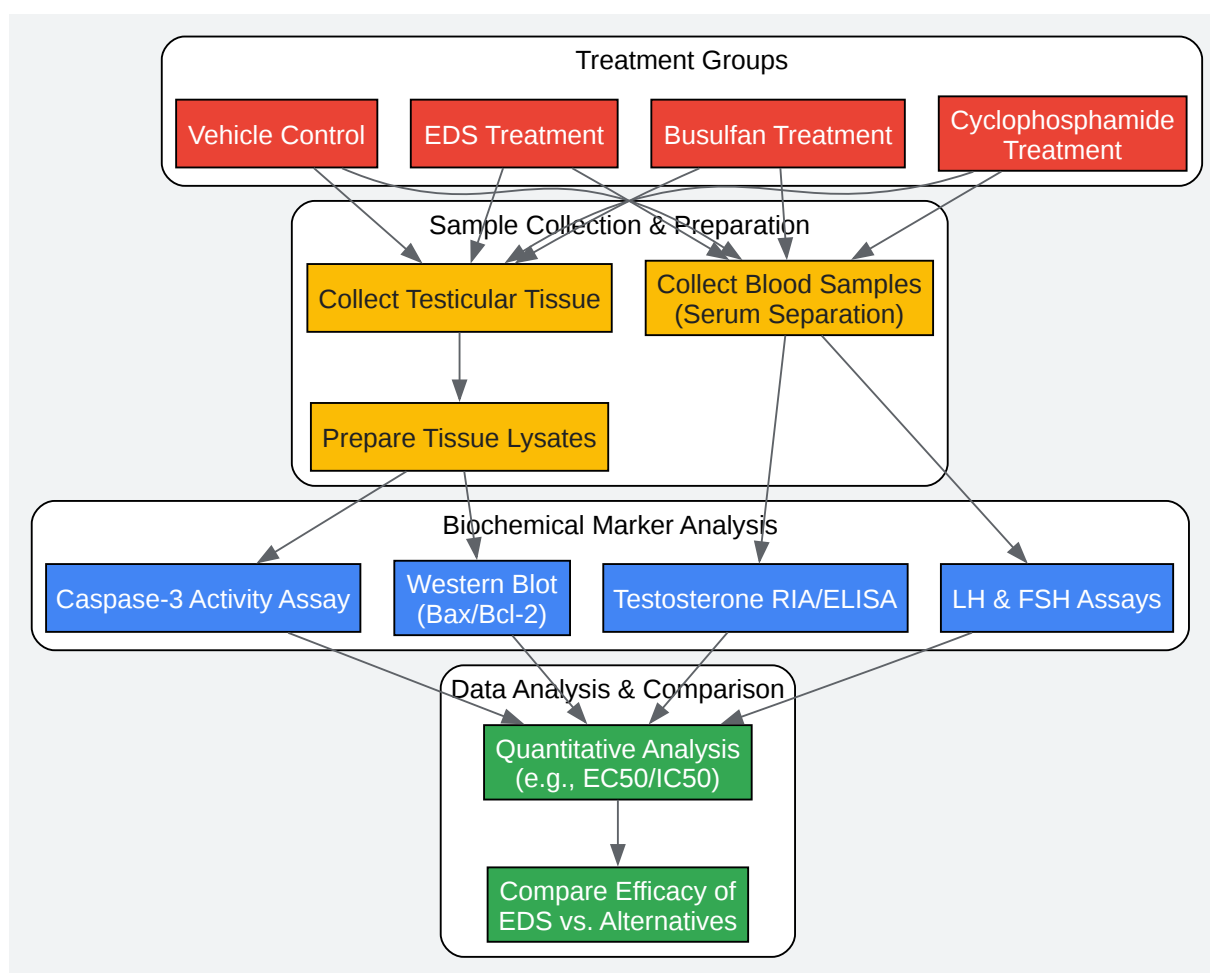 Treatment Groups
Vehicle Control
EDS Treatment
Busulfan Treatment
Cyclophosphamide
Treatment
Sample Collection & Preparation
Collect Testicular Tissue
Collect Blood Samples
(Serum Separation)
Prepare Tissue Lysates
Biochemical Marker Analysis
Caspase-3 Activity Assay
Western Blot
(Bax/Bcl-2)
Testosterone RIA/ELISA
LH & FSH Assays
Data Analysis & Comparison
Quantitative Analysis
(e.g., EC50/IC50)
Compare Efficacy of
EDS vs. Alternatives